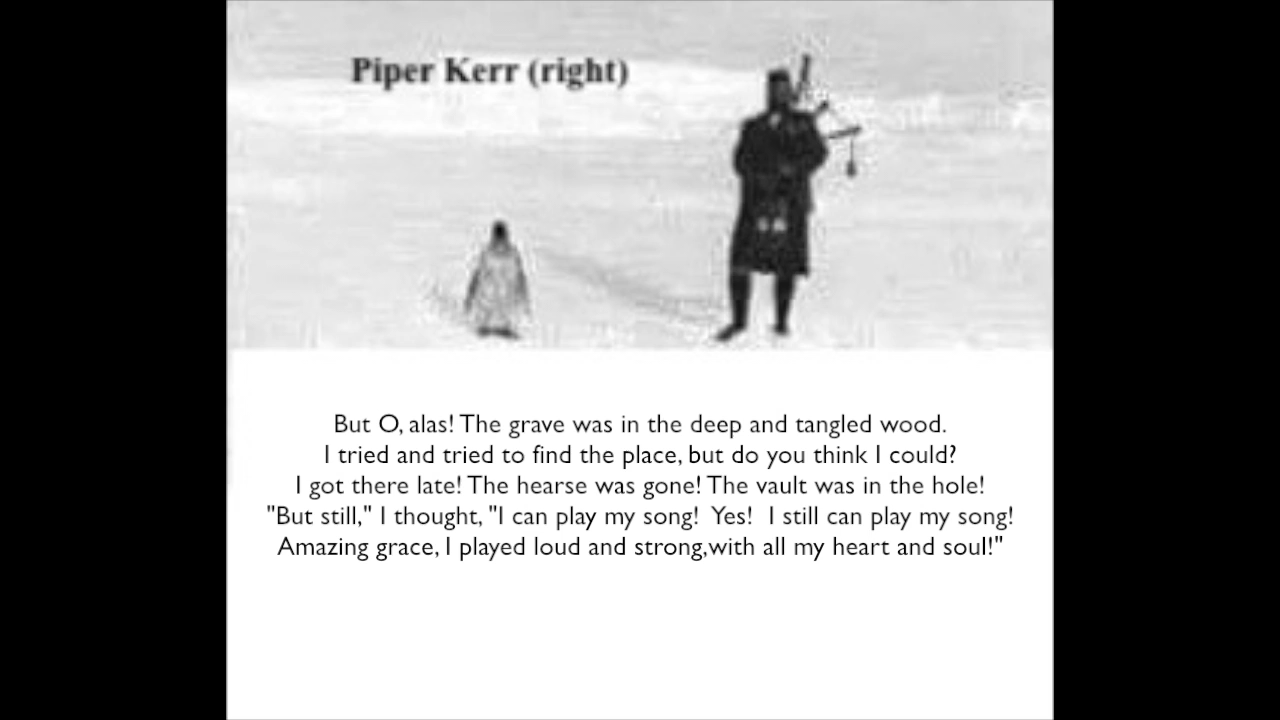 Piper Kerr (right)
But O, alas! The grave was in the deep and tangled wood.
I tried and tried to find the place, but do you think I could?
I got there late! The hearse was gone! The vault was in the hole!
"But still," I thought, "I can play my song!  Yes!  I still can play my song!
Amazing grace, I played loud and strong,with all my heart and soul!"